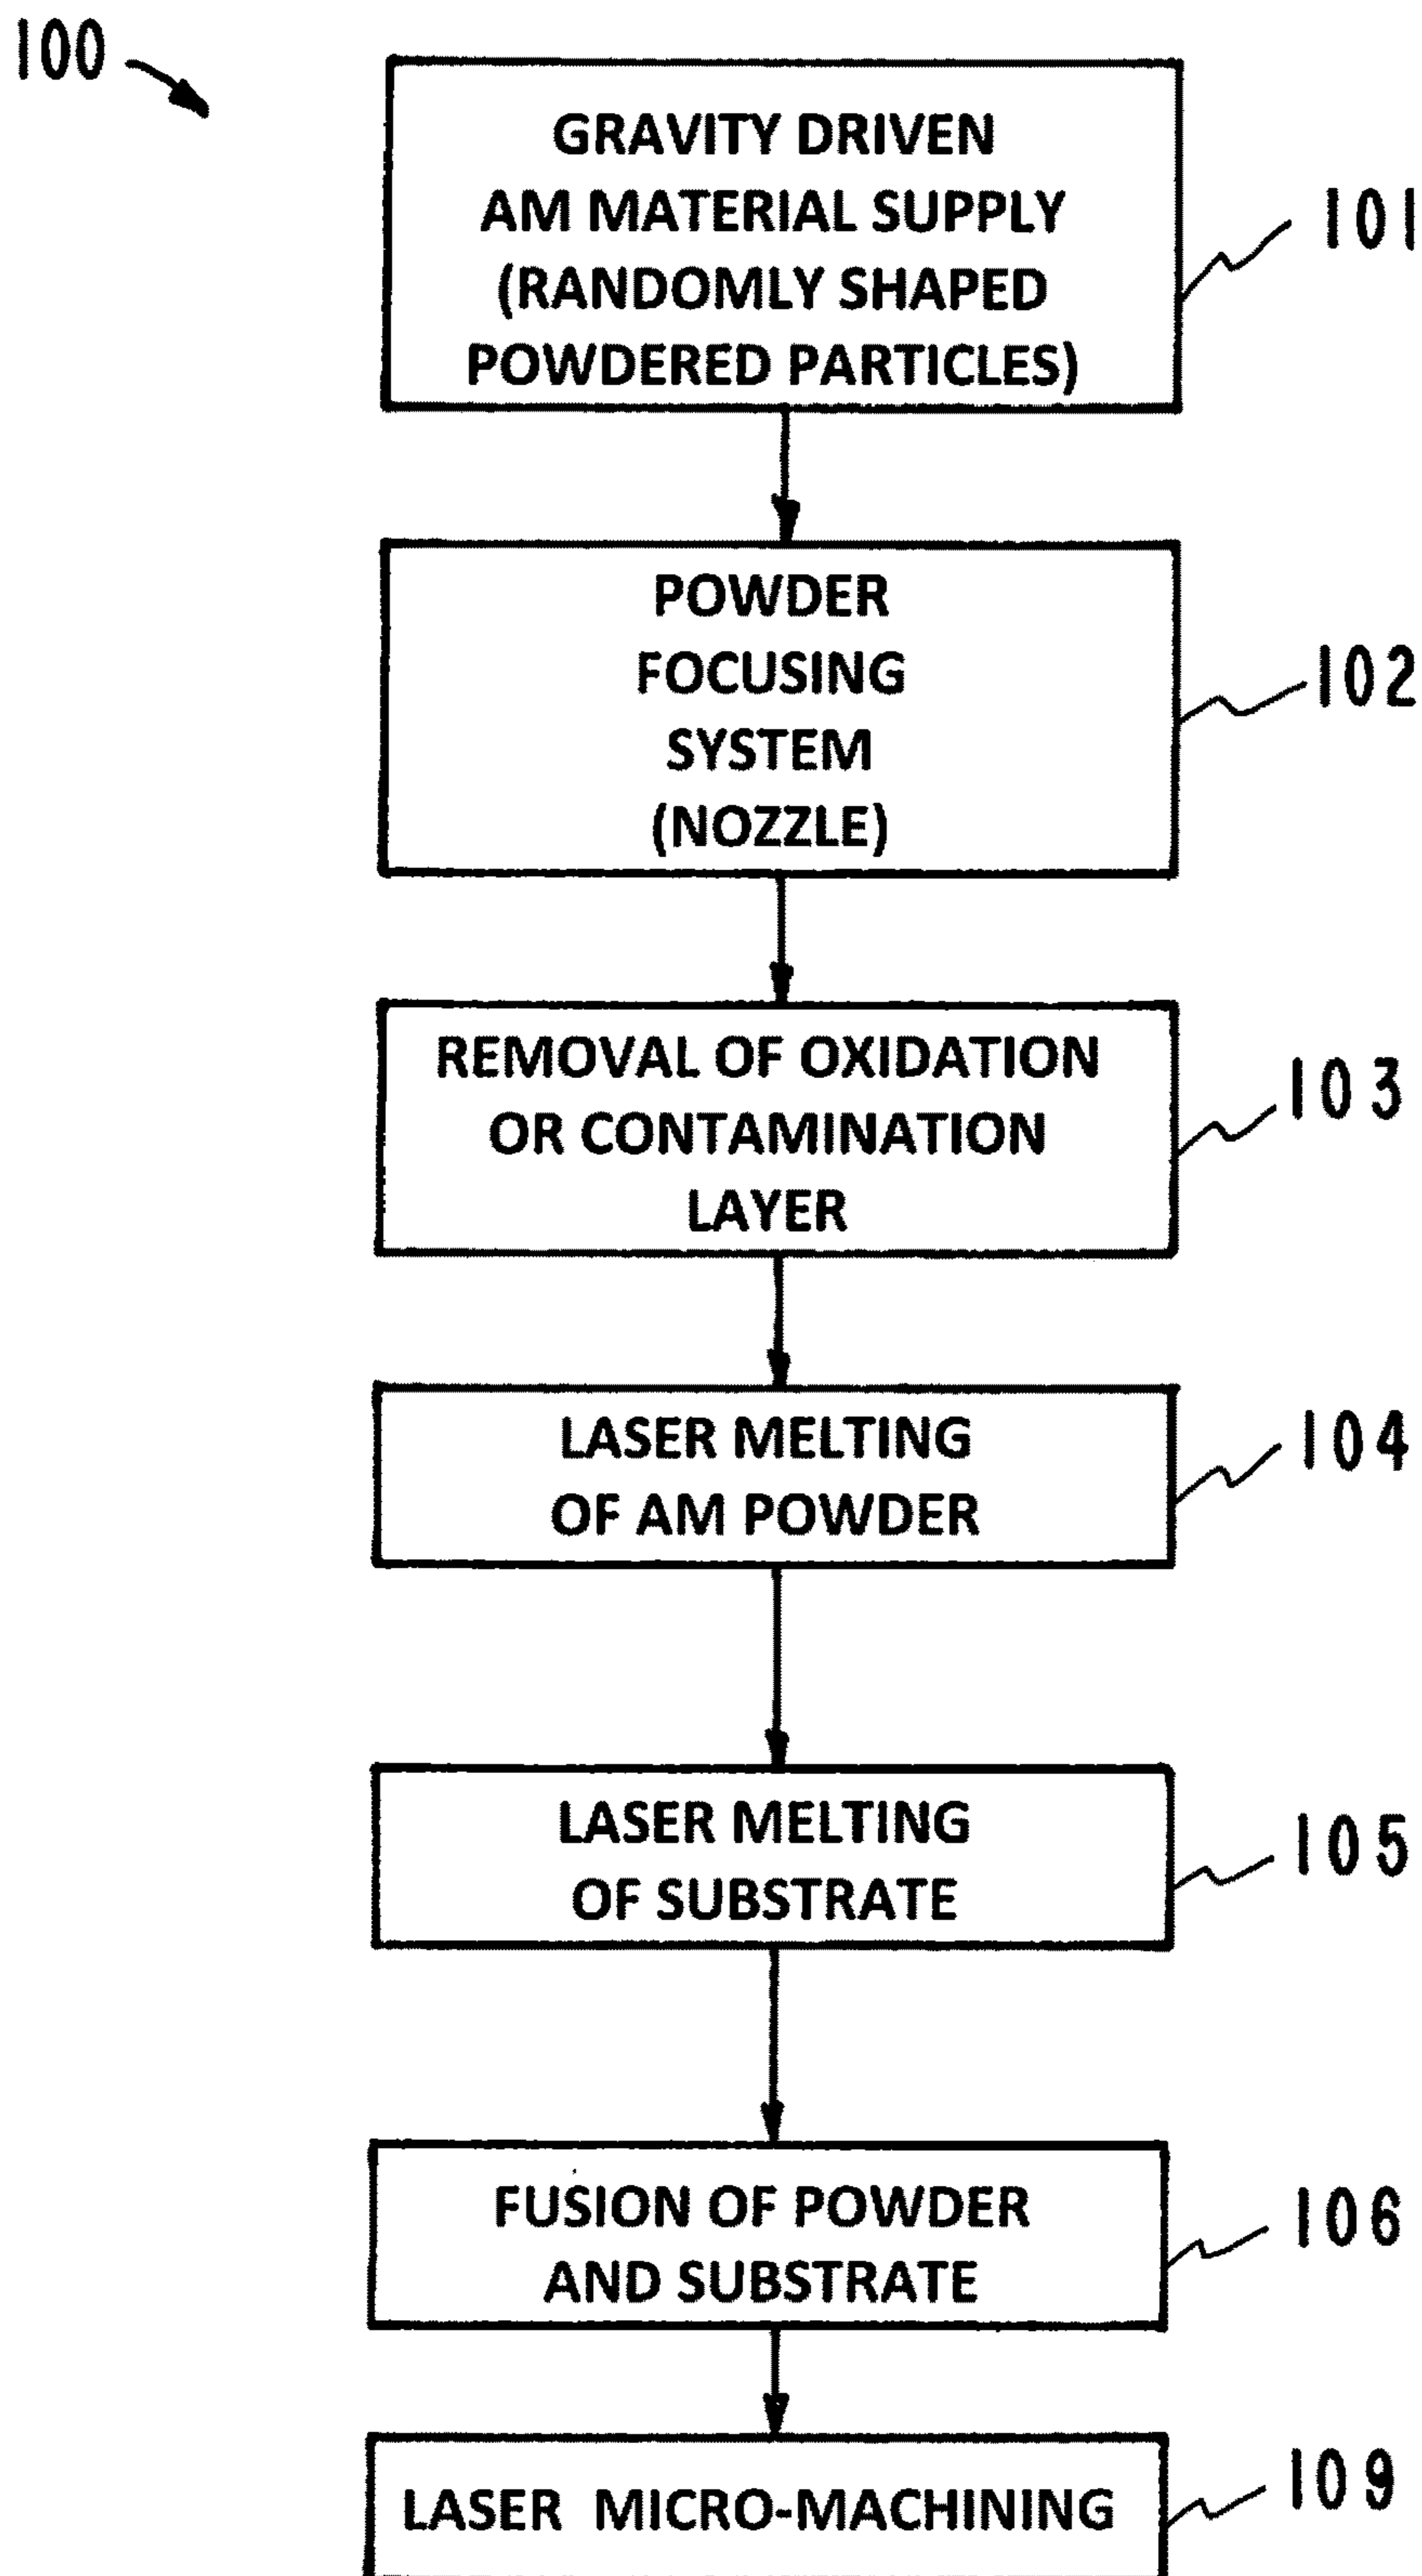 100
GRAVITY DRIVEN
AM MATERIAL SUPPLY
(RANDOMLY SHAPED
POWDERED PARTICLES)
101
POWDER
FOCUSING
SYSTEM
(NOZZLE)
102
REMOVAL OF OXIDATION
OR CONTAMINATION
LAYER
103
LASER MELTING
OF AM POWDER
104
LASER MELTING
OF SUBSTRATE
105
FUSION OF POWDER
AND SUBSTRATE
106
LASER MICRO-MACHINING
109